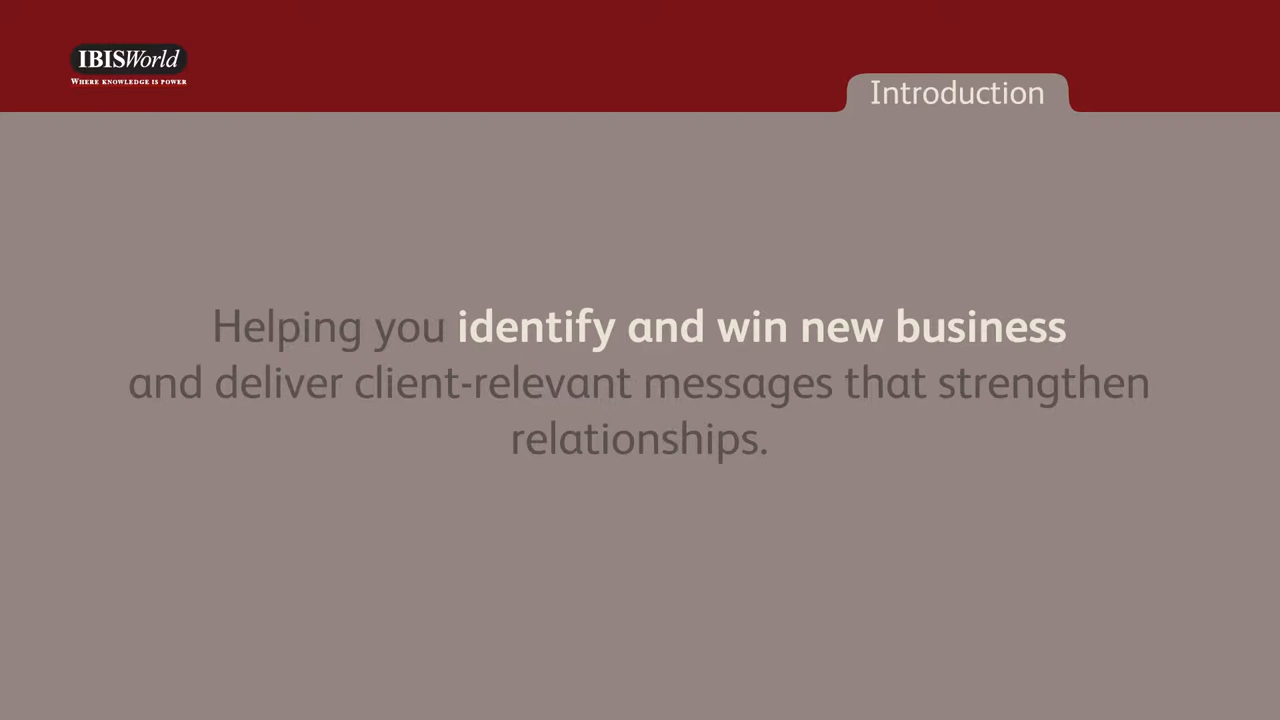 IBISWorld
WHERE KNOWLEDGE IS POWER
Introduction
Helping you identify and win new business
and deliver client-relevant messages that strengthen
relationships.